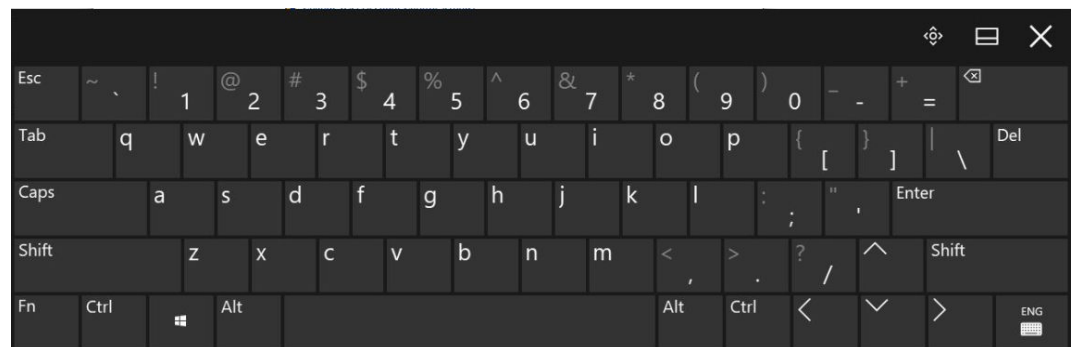 Esc ~ ` ! 1 @ 2 # 3 $ 4 % 5 ^ 6 & 7 * 8 ( 9 ) 0 _ - + =
Tab q w e r t y u i o p { [ } ] | \ Del
Caps a s d f g h j k l : ; " ' Enter
Shift z x c v b n m < , > . ? / Shift
Fn Ctrl Alt Alt Ctrl ENG